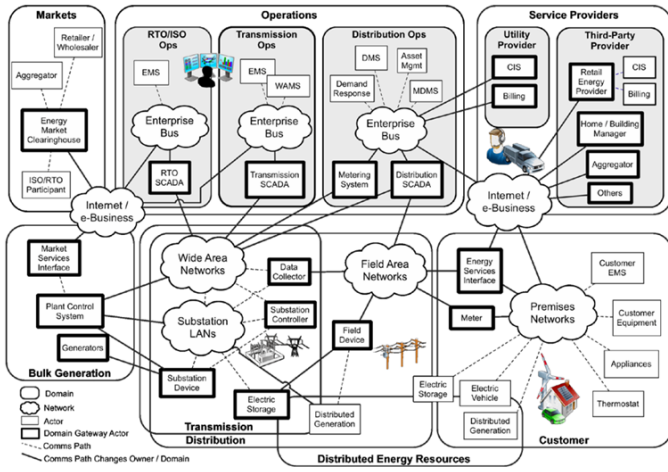 Markets
Retailer /
Wholesaler
Aggregator
Energy
Market
Clearinghouse
ISO/RTO
Participant
Internet /
e-Business
Operations
RTO/ISO
Ops
EMS
Enterprise
Bus
RTO
SCADA
Transmission
Ops
EMS
WAMS
Enterprise
Bus
Transmission
SCADA
Distribution Ops
DMS
Asset
Mgmt
Demand
Response
MDMS
Enterprise
Bus
Metering
System
Distribution
SCADA
Service Providers
Utility
Provider
CIS
Billing
Third-Party
Provider
Retail
Energy
Provider
CIS
Billing
Home / Building
Manager
Aggregator
Others
Internet /
e-Business
Market
Services
Interface
Plant Control
System
Generators
Bulk Generation
Wide Area
Networks
Substation
LANs
Data
Collector
Substation
Controller
Substation
Device
Electric
Storage
Transmission
Distribution
Field Area
Networks
Field
Device
Distributed
Generation
Electric
Storage
Electric
Vehicle
Distributed
Generation
Distributed Energy Resources
Energy
Services
Interface
Meter
Premises
Networks
Customer
EMS
Customer
Equipment
Appliances
Thermostat
Customer
Domain
Network
Actor
Domain Gateway Actor
Comms Path
Comms Path Changes Owner / Domain